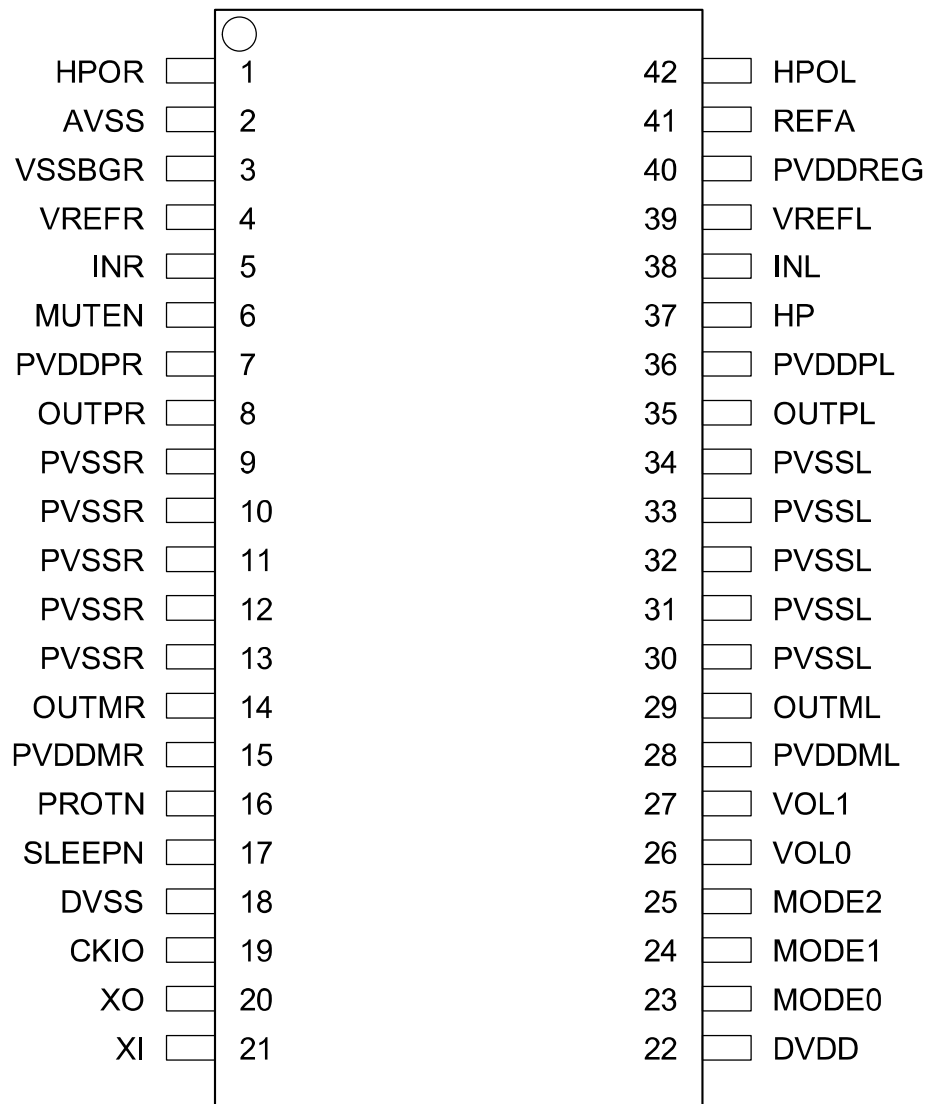 HPOR 1 42 HPOL
AVSS 2 41 REFA
VSSBGR 3 40 PVDDREG
VREFR 4 39 VREFL
INR 5 38 INL
MUTEN 6 37 HP
PVDDPR 7 36 PVDDPL
OUTPR 8 35 OUTPL
PVSSR 9 34 PVSSL
PVSSR 10 33 PVSSL
PVSSR 11 32 PVSSL
PVSSR 12 31 PVSSL
PVSSR 13 30 PVSSL
OUTMR 14 29 OUTML
PVDDMR 15 28 PVDDML
PROTN 16 27 VOL1
SLEEPN 17 26 VOL0
DVSS 18 25 MODE2
CKIO 19 24 MODE1
XO 20 23 MODE0
XI 21 22 DVDD